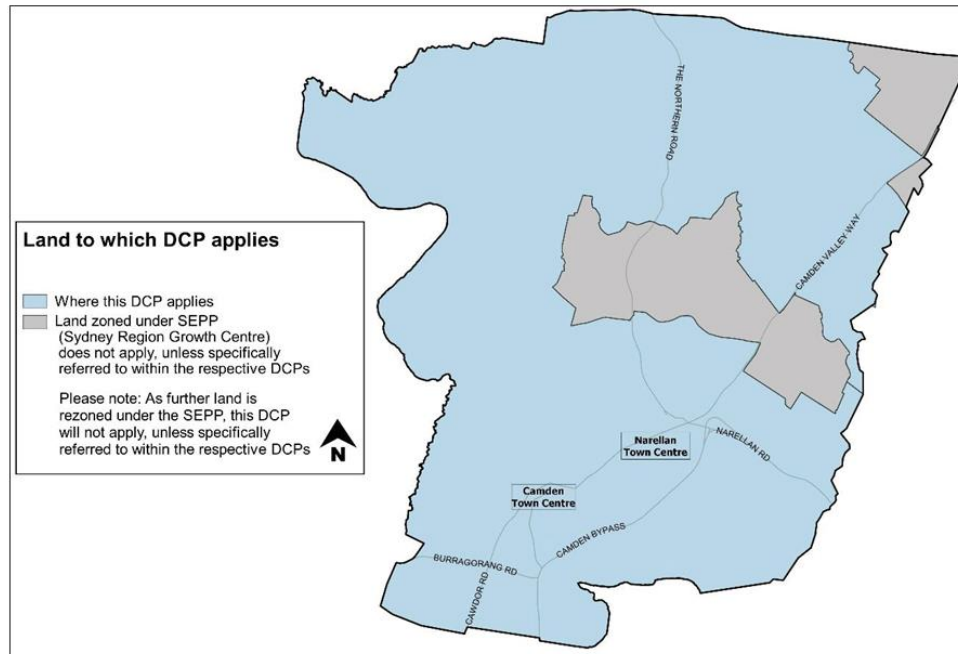 THE NORTHERN ROAD
Land to which DCP applies
Where this DCP applies
Land zoned under SEPP
(Sydney Region Growth Centre)
does not apply, unless specifically
referred to within the respective DCPs
Please note: As further land is
rezoned under the SEPP, this DCP
will not apply, unless specifically
referred to within the respective DCPs
N
CAMDEN VALLEY WAY
Narellan
Town Centre
NARELLAN RD
Camden
Town Centre
CAMDEN BYPASS
BURRAGORANG RD
CAWDOR RD